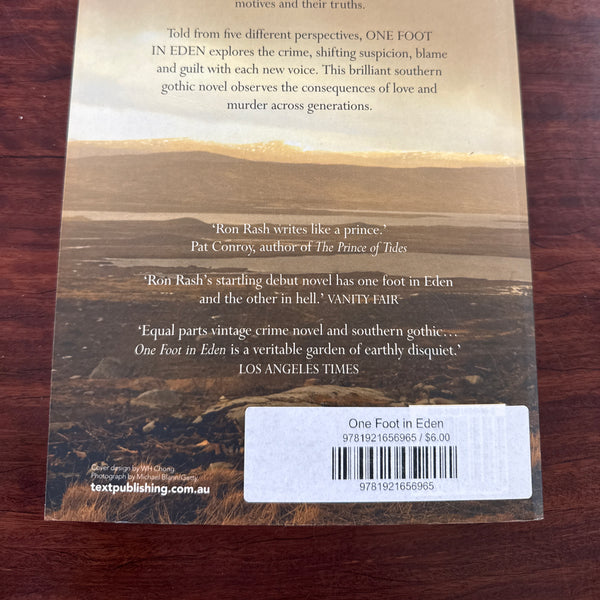 motives and their truths.
Told from five different perspectives, ONE FOOT
IN EDEN explores the crime, shifting suspicion, blame
and guilt with each new voice. This brilliant southern
gothic novel observes the consequences of love and
murder across generations.
‘Ron Rash writes like a prince.’
Pat Conroy, author of The Prince of Tides
‘Ron Rash’s startling debut novel has one foot in Eden
and the other in hell.’ VANITY FAIR
‘Equal parts vintage crime novel and southern gothic…
One Foot in Eden is a veritable garden of earthly disquiet.’
LOS ANGELES TIMES
Cover design by WH Chong
Photograph by Michael Blann/Getty
textpublishing.com.au
One Foot in Eden
9781921656965 / $6.00
9781921656965